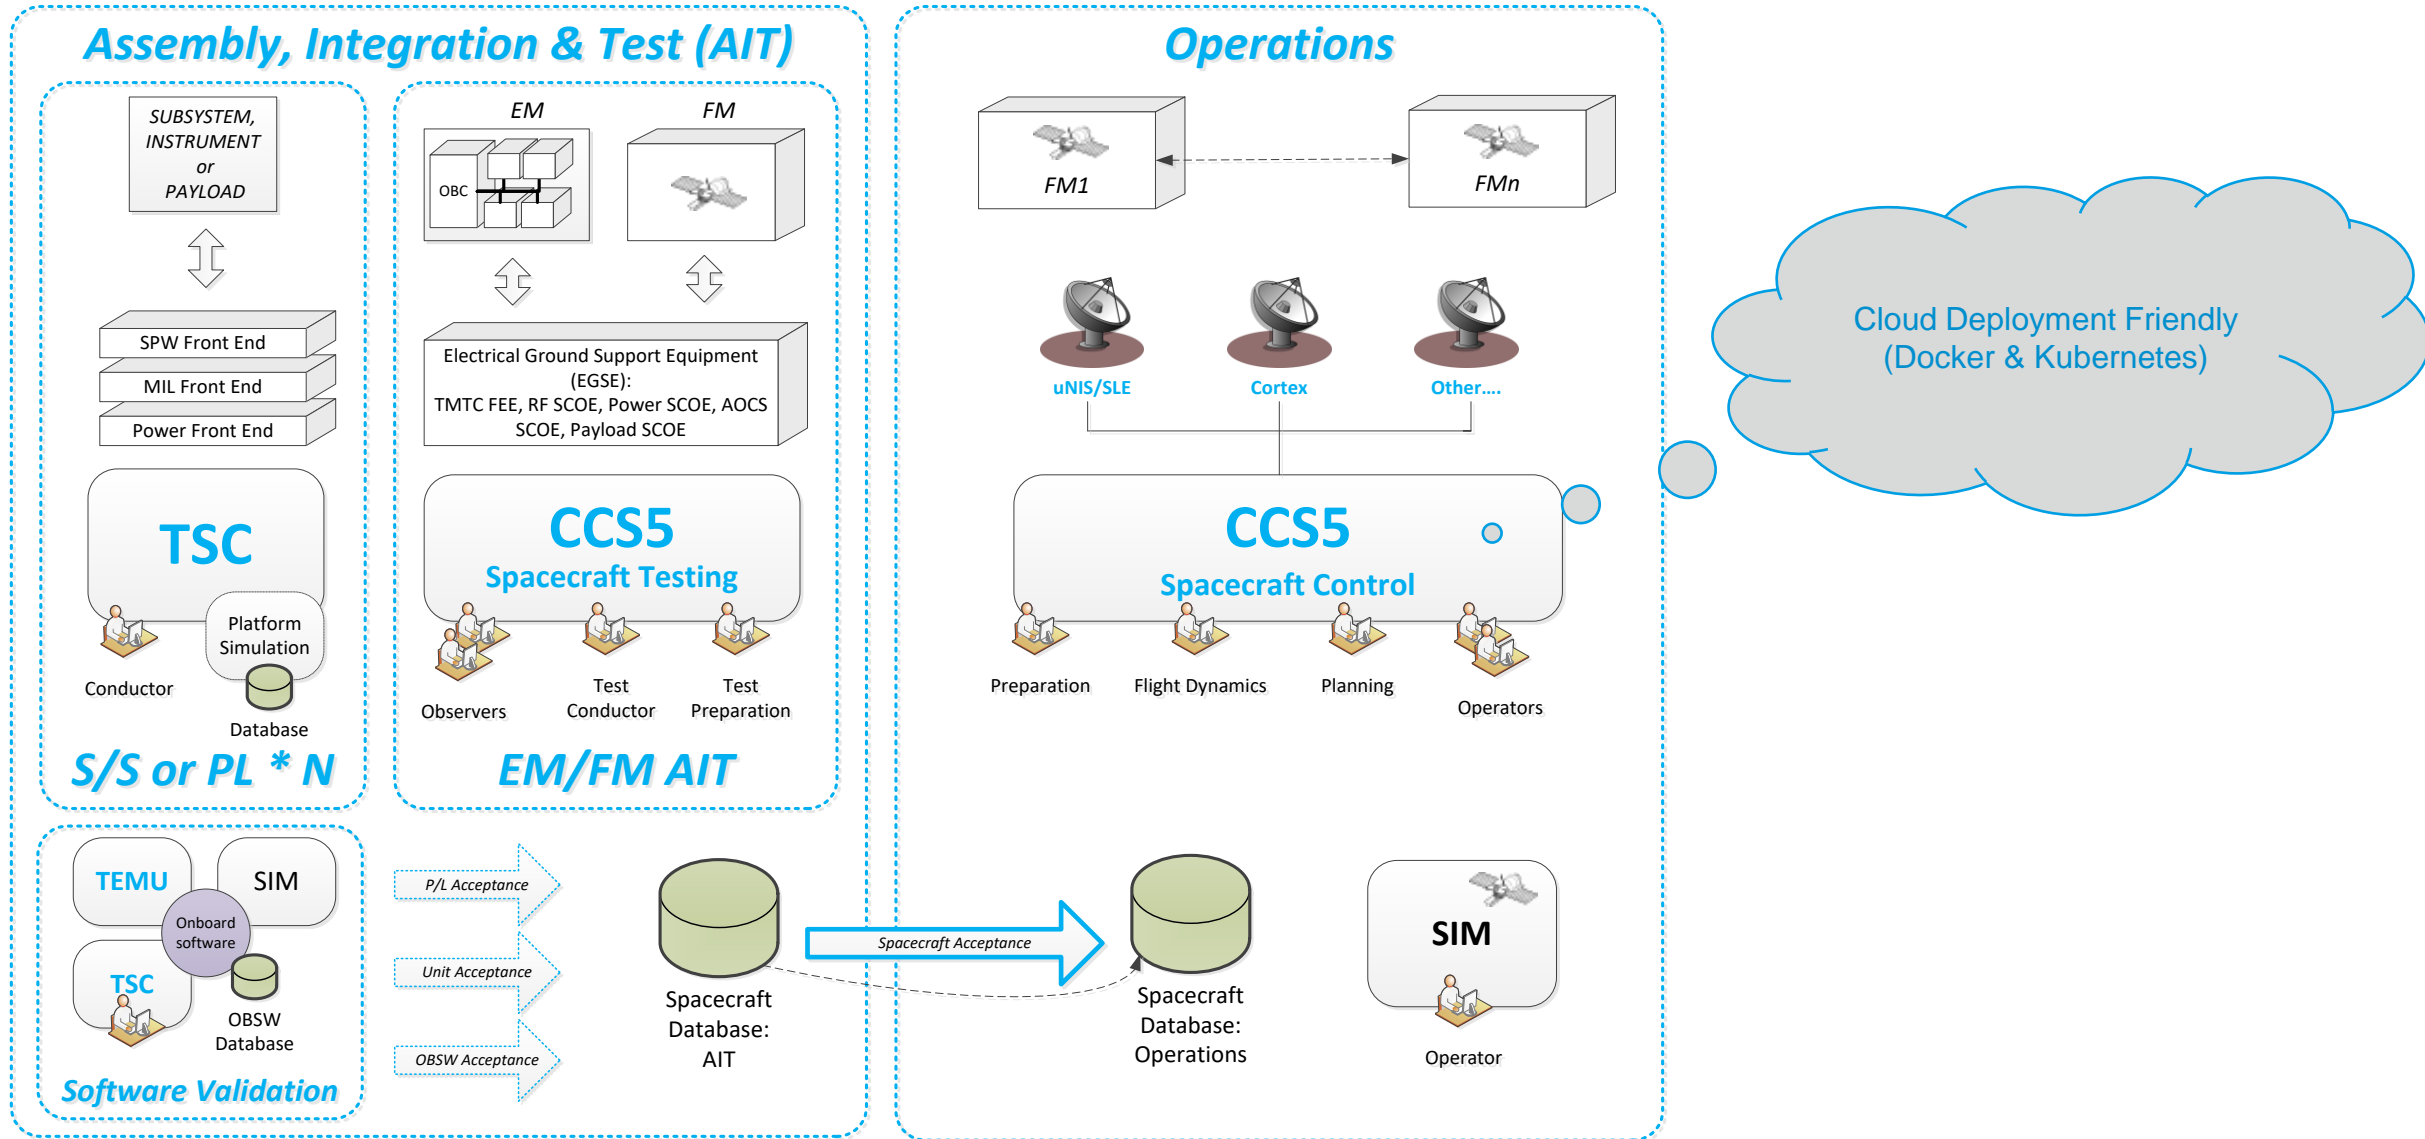 Assembly, Integration & Test (AIT)
SUBSYSTEM,
INSTRUMENT
or
PAYLOAD
SPW Front End
MIL Front End
Power Front End
TSC
Platform
Simulation
Conductor
Database
S/S or PL * N
EM
FM
OBC
Electrical Ground Support Equipment
(EGSE):
TMTC FEE, RF SCOE, Power SCOE, AOCS
SCOE, Payload SCOE
CCS5
Spacecraft Testing
Observers
Test
Conductor
Test
Preparation
EM/FM AIT
TEMU
SIM
Onboard
software
TSC
OBSW
Database
Software Validation
P/L Acceptance
Unit Acceptance
OBSW Acceptance
Spacecraft
Database:
AIT
Spacecraft Acceptance
Operations
FM1
FMn
uNIS/SLE
Cortex
Other....
CCS5
Spacecraft Control
Preparation
Flight Dynamics
Planning
Operators
Spacecraft
Database:
Operations
SIM
Operator
Cloud Deployment Friendly
(Docker & Kubernetes)